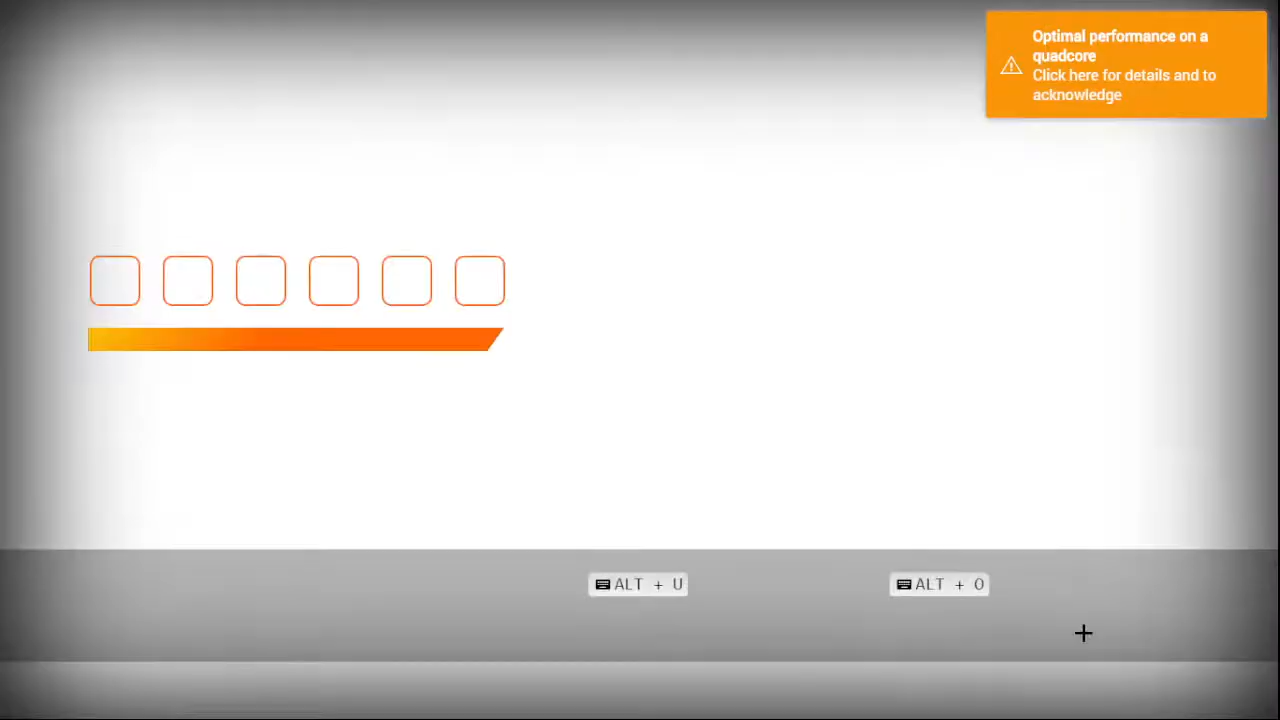 Optimal performance on a
quadcore
Click here for details and to
acknowledge
ALT + U
ALT + O